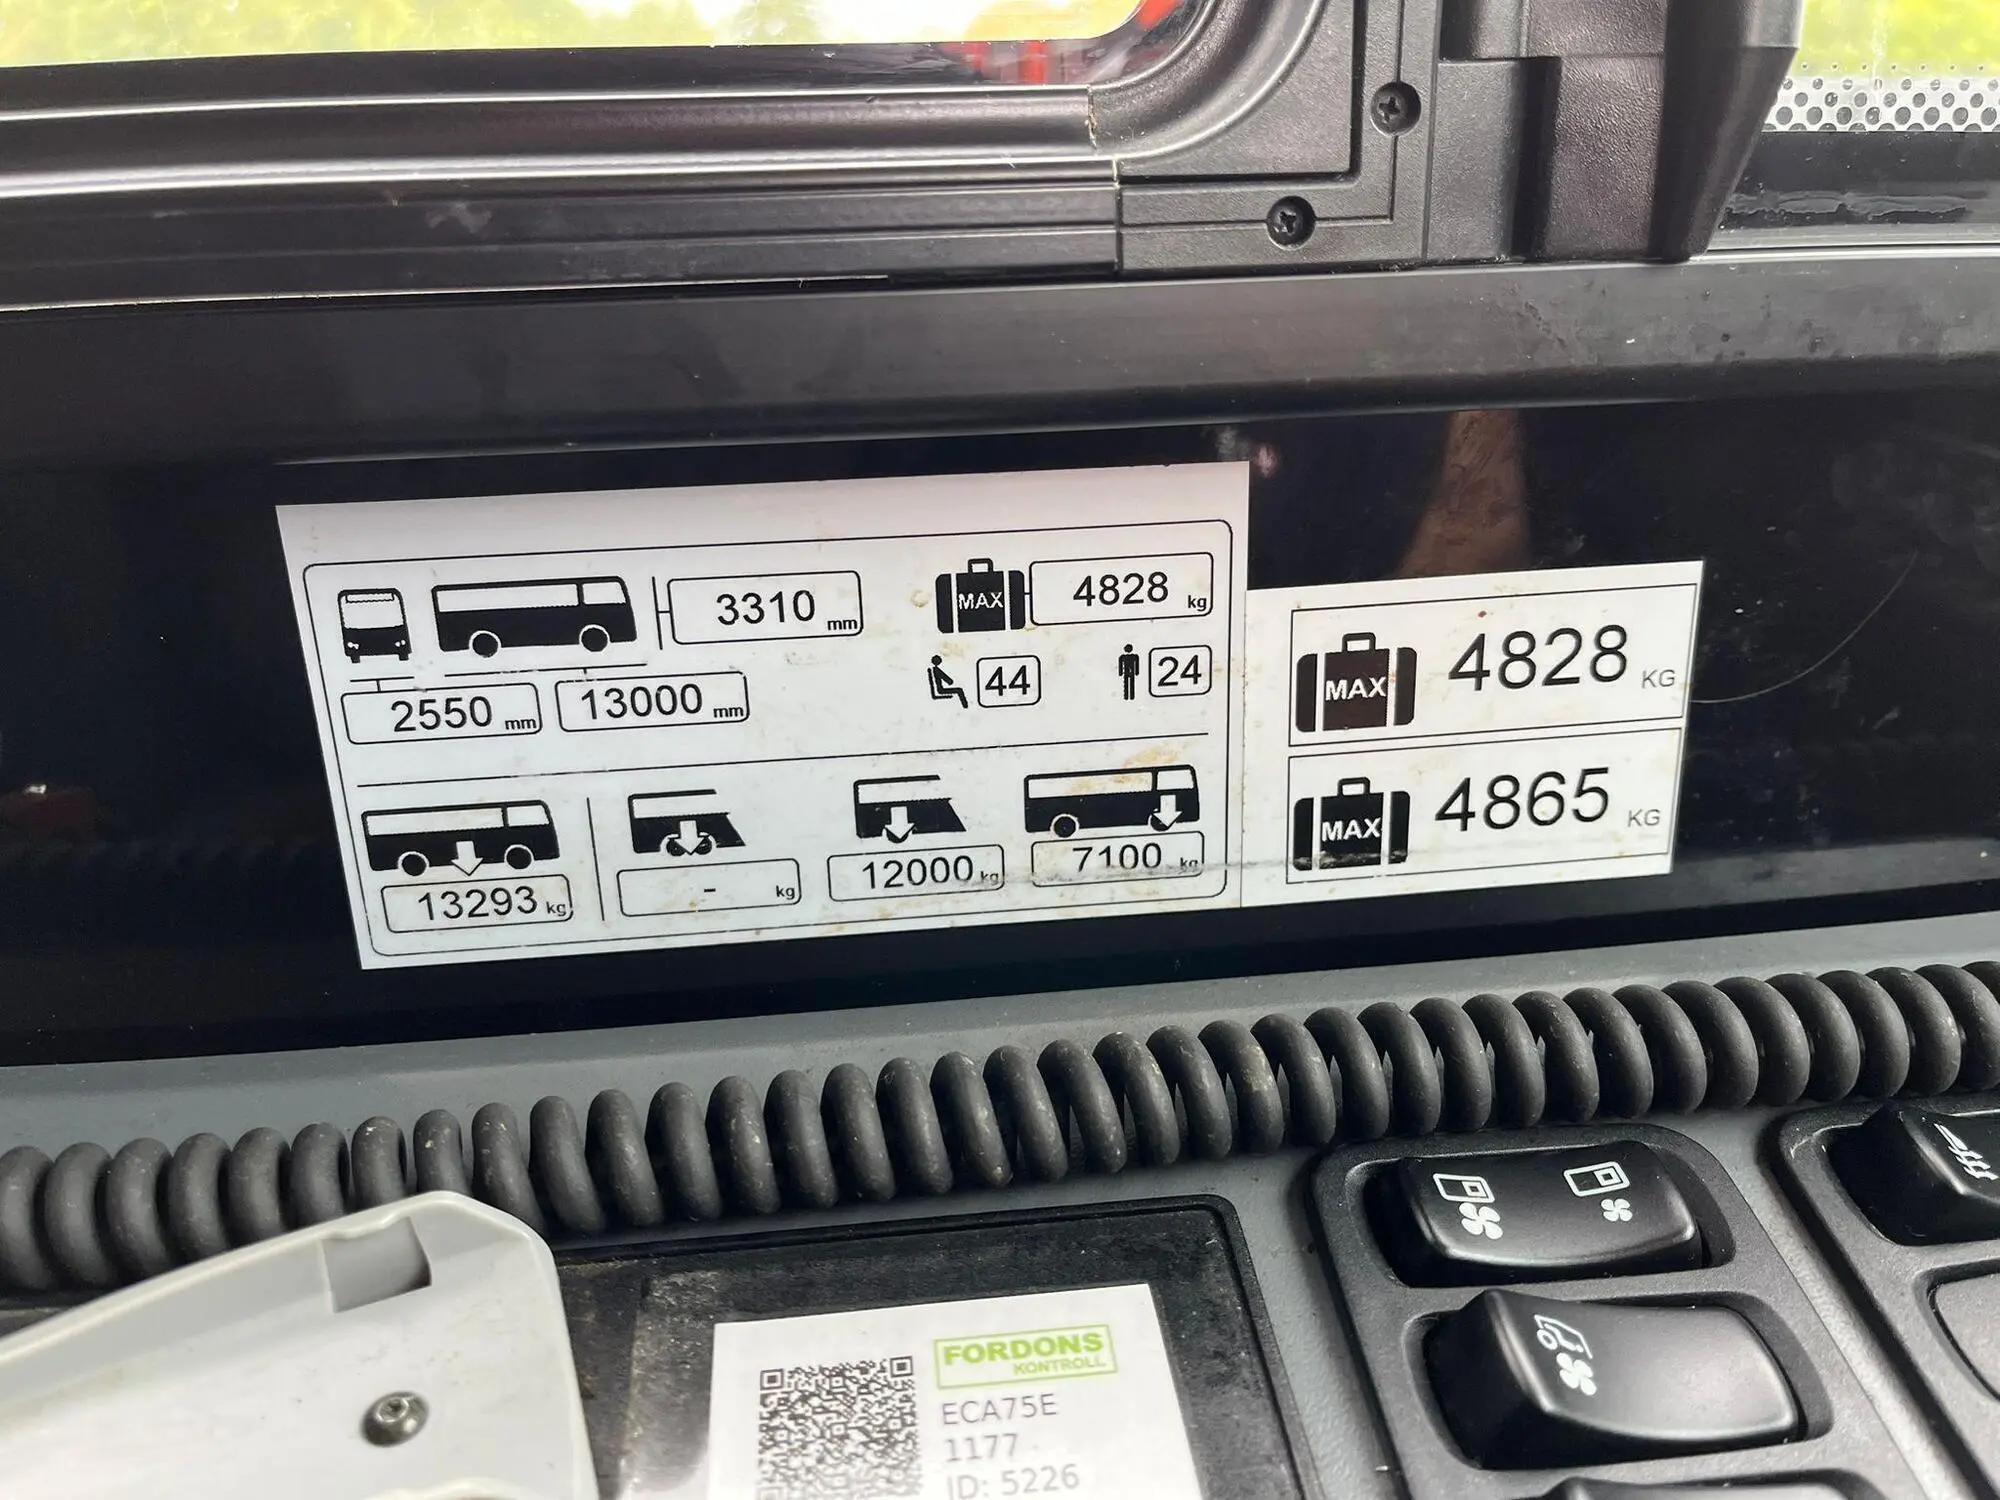 3310 mm
MAX 4828 kg
2550 mm 13000 mm
44 24
13293 kg
- kg
12000 kg
7100 kg
MAX 4828 KG
MAX 4865 KG
FORDONS
KONTROLL
ECA75E
1177
ID: 5226